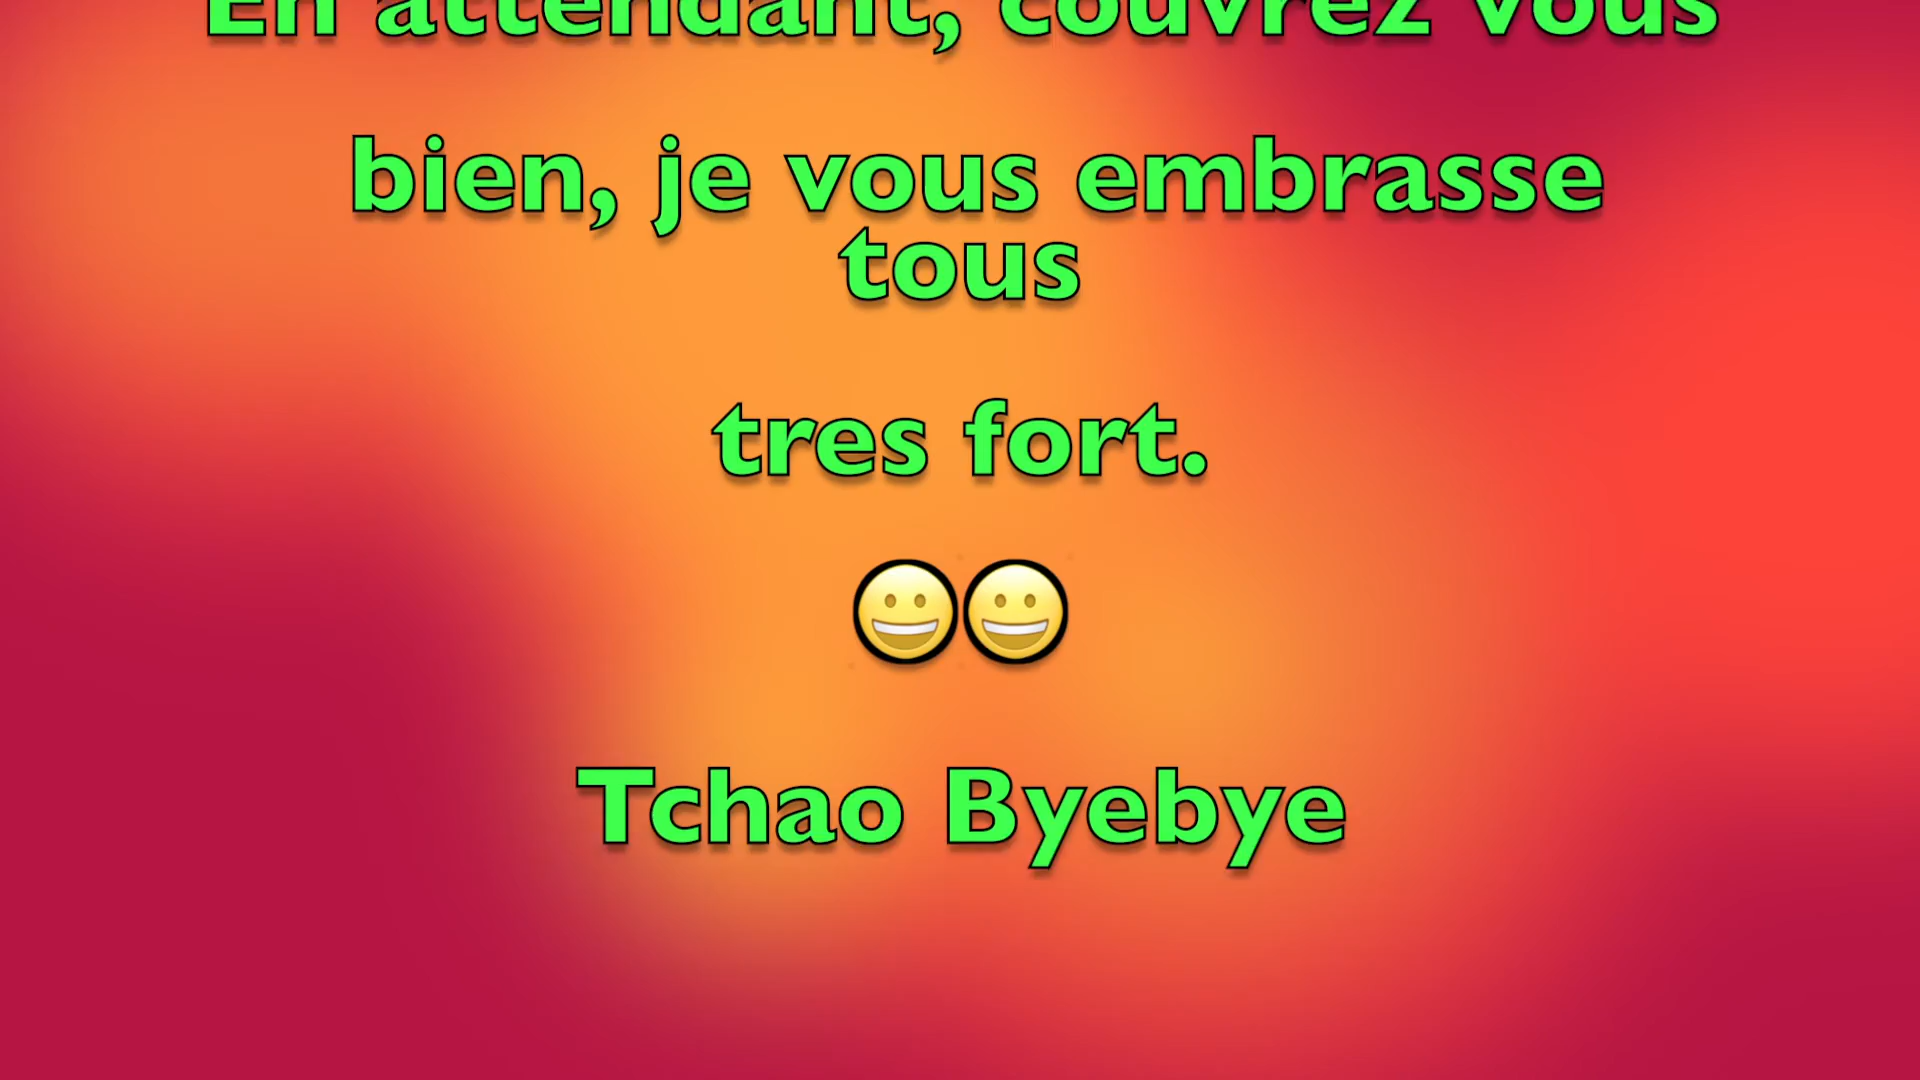 En attendant, couvrez vous
bien, je vous embrasse
tous
tres fort.
😀😀
Tchao Byebye